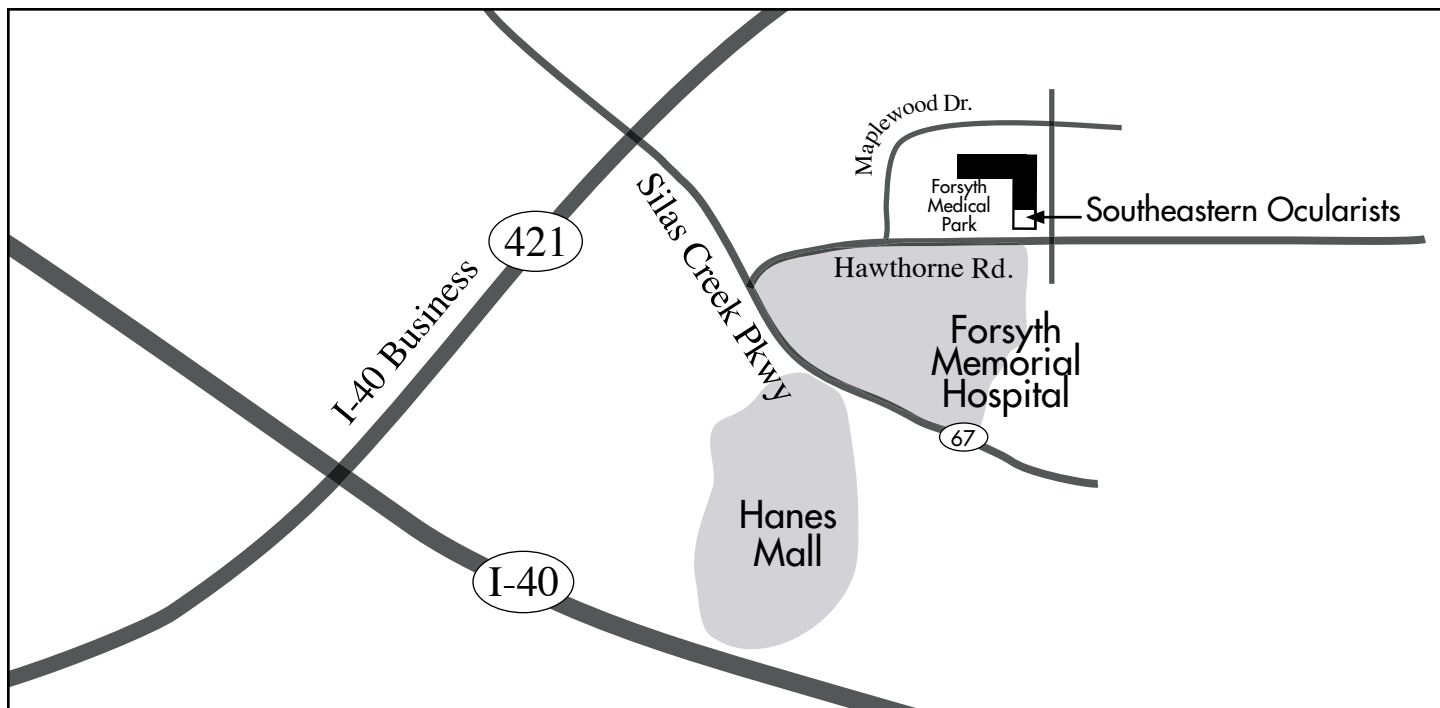 Maplewood Dr.
Forsyth
Medical
Park
Southeastern Ocularists
Silas Creek Pkwy
421
Hawthorne Rd.
I-40 Business
Forsyth
Memorial
Hospital
67
Hanes
Mall
I-40